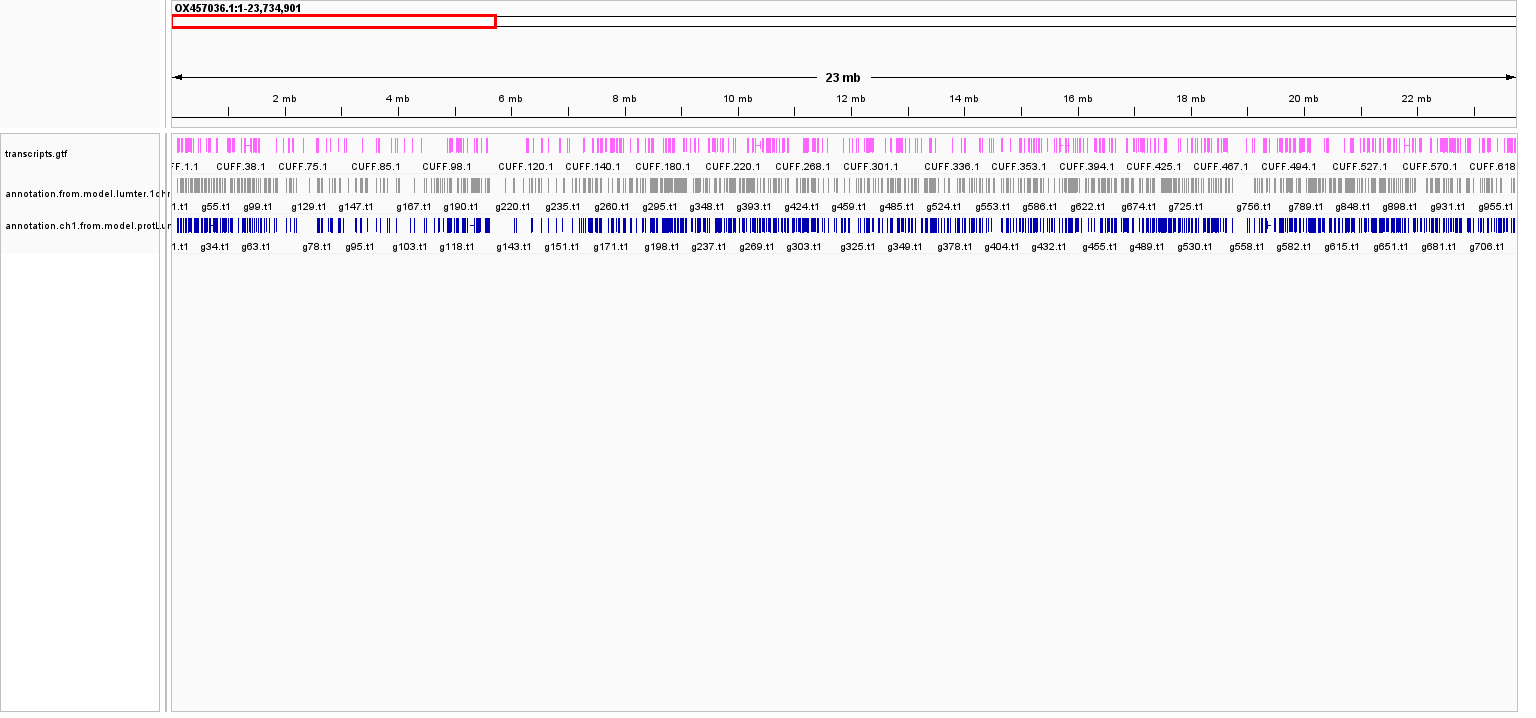 OX457036.1:1-23,734,901
23 mb
2 mb 4 mb 6 mb 8 mb 10 mb 12 mb 14 mb 16 mb 18 mb 20 mb 22 mb
transcripts.gtf
FF.1.1 CUFF.38.1 CUFF.75.1 CUFF.85.1 CUFF.98.1 CUFF.120.1 CUFF.140.1 CUFF.180.1 CUFF.220.1 CUFF.268.1 CUFF.301.1 CUFF.336.1 CUFF.353.1 CUFF.394.1 CUFF.425.1 CUFF.467.1 CUFF.494.1 CUFF.527.1 CUFF.570.1 CUFF.618
annotation.from.model.lumter.1chr
1.t1 g55.t1 g99.t1 g129.t1 g147.t1 g167.t1 g190.t1 g220.t1 g235.t1 g260.t1 g295.t1 g348.t1 g393.t1 g424.t1 g459.t1 g485.t1 g524.t1 g553.t1 g586.t1 g622.t1 g674.t1 g725.t1 g756.t1 g789.t1 g848.t1 g898.t1 g931.t1 g955.t1
annotation.ch1.from.model.protLur
1.t1 g34.t1 g63.t1 g78.t1 g95.t1 g103.t1 g118.t1 g143.t1 g151.t1 g171.t1 g198.t1 g237.t1 g269.t1 g303.t1 g325.t1 g349.t1 g378.t1 g404.t1 g432.t1 g455.t1 g489.t1 g530.t1 g558.t1 g582.t1 g615.t1 g651.t1 g681.t1 g706.t1